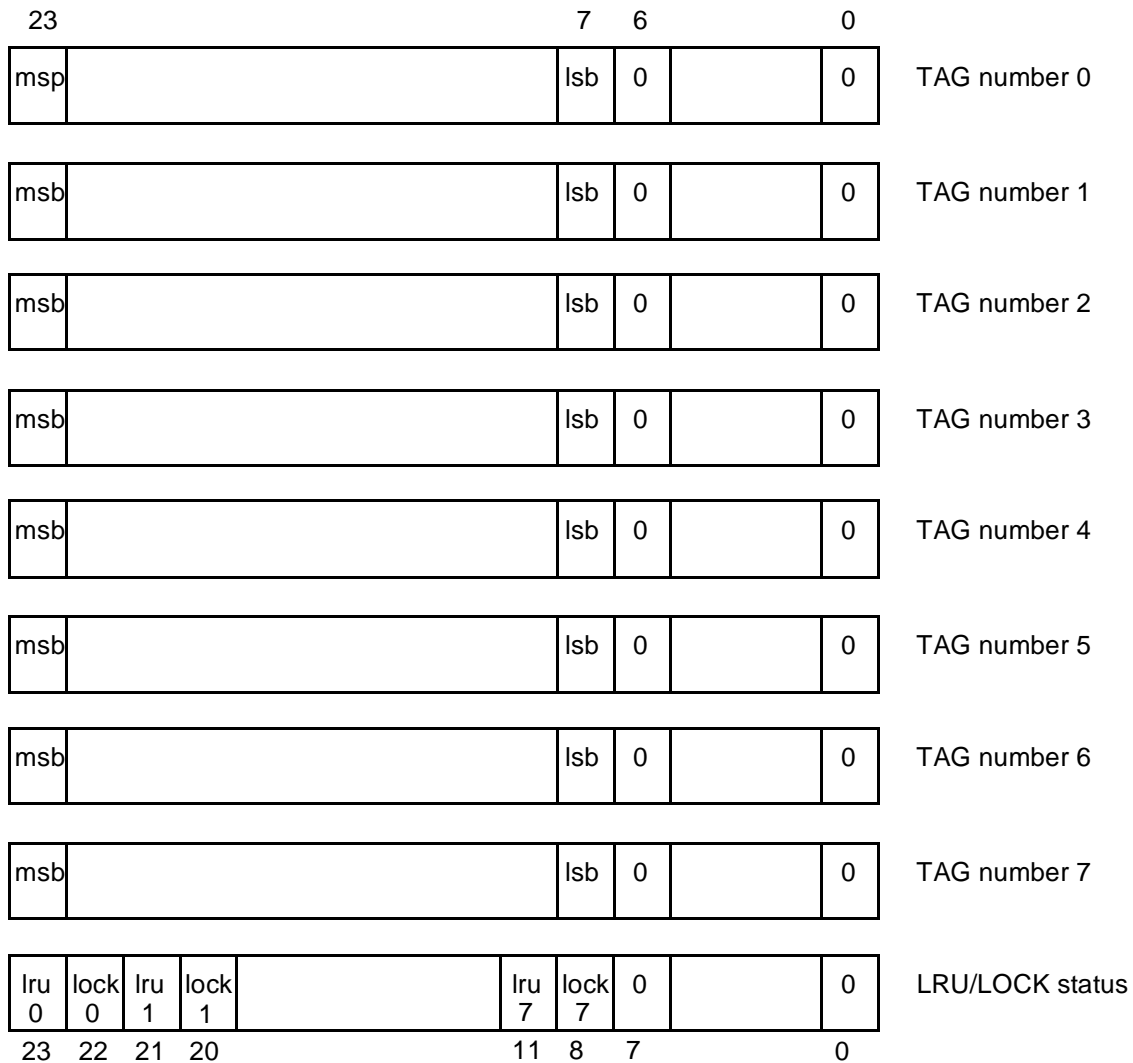 23 7 6 0
msp lsb 0 0 TAG number 0
msb lsb 0 0 TAG number 1
msb lsb 0 0 TAG number 2
msb lsb 0 0 TAG number 3
msb lsb 0 0 TAG number 4
msb lsb 0 0 TAG number 5
msb lsb 0 0 TAG number 6
msb lsb 0 0 TAG number 7
lru lock lru lock lru lock 0 0 LRU/LOCK status
0 0 1 1 7 7
23 22 21 20 11 8 7 0